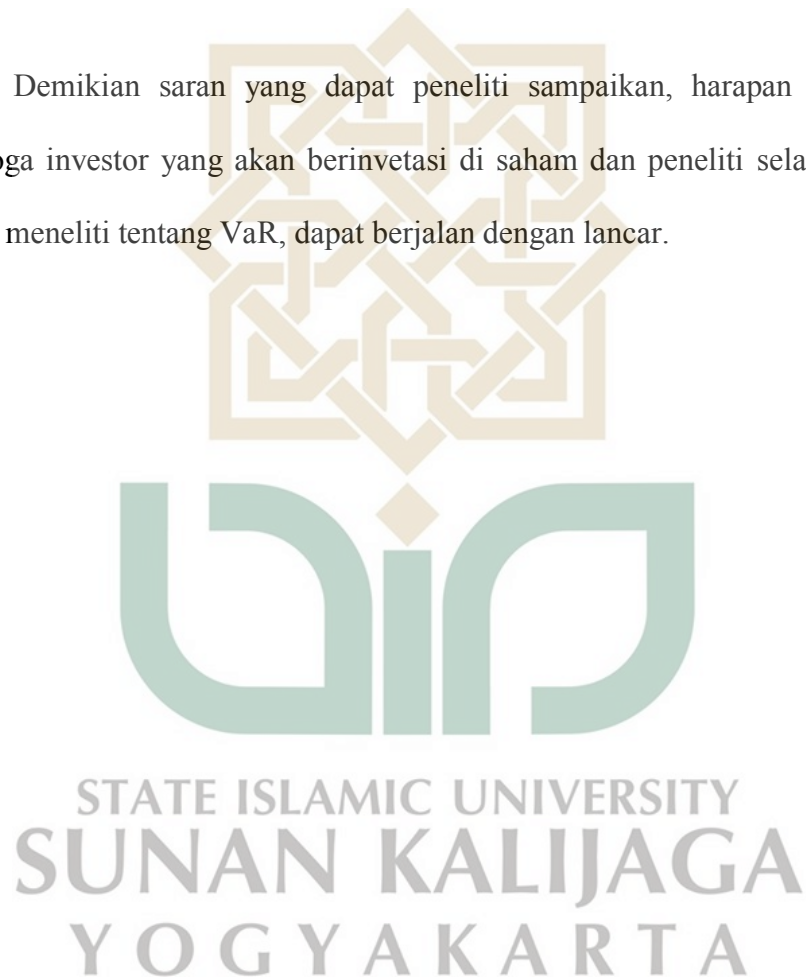 Demikian saran yang dapat peneliti sampaikan, harapan
investor yang akan berinvetasi di saham dan peneliti
meneliti tentang VaR, dapat berjalan dengan lancar.
uin
STATE ISLAMIC UNIVERSITY
SUNAN KALIJAGA
YOGYAKARTA